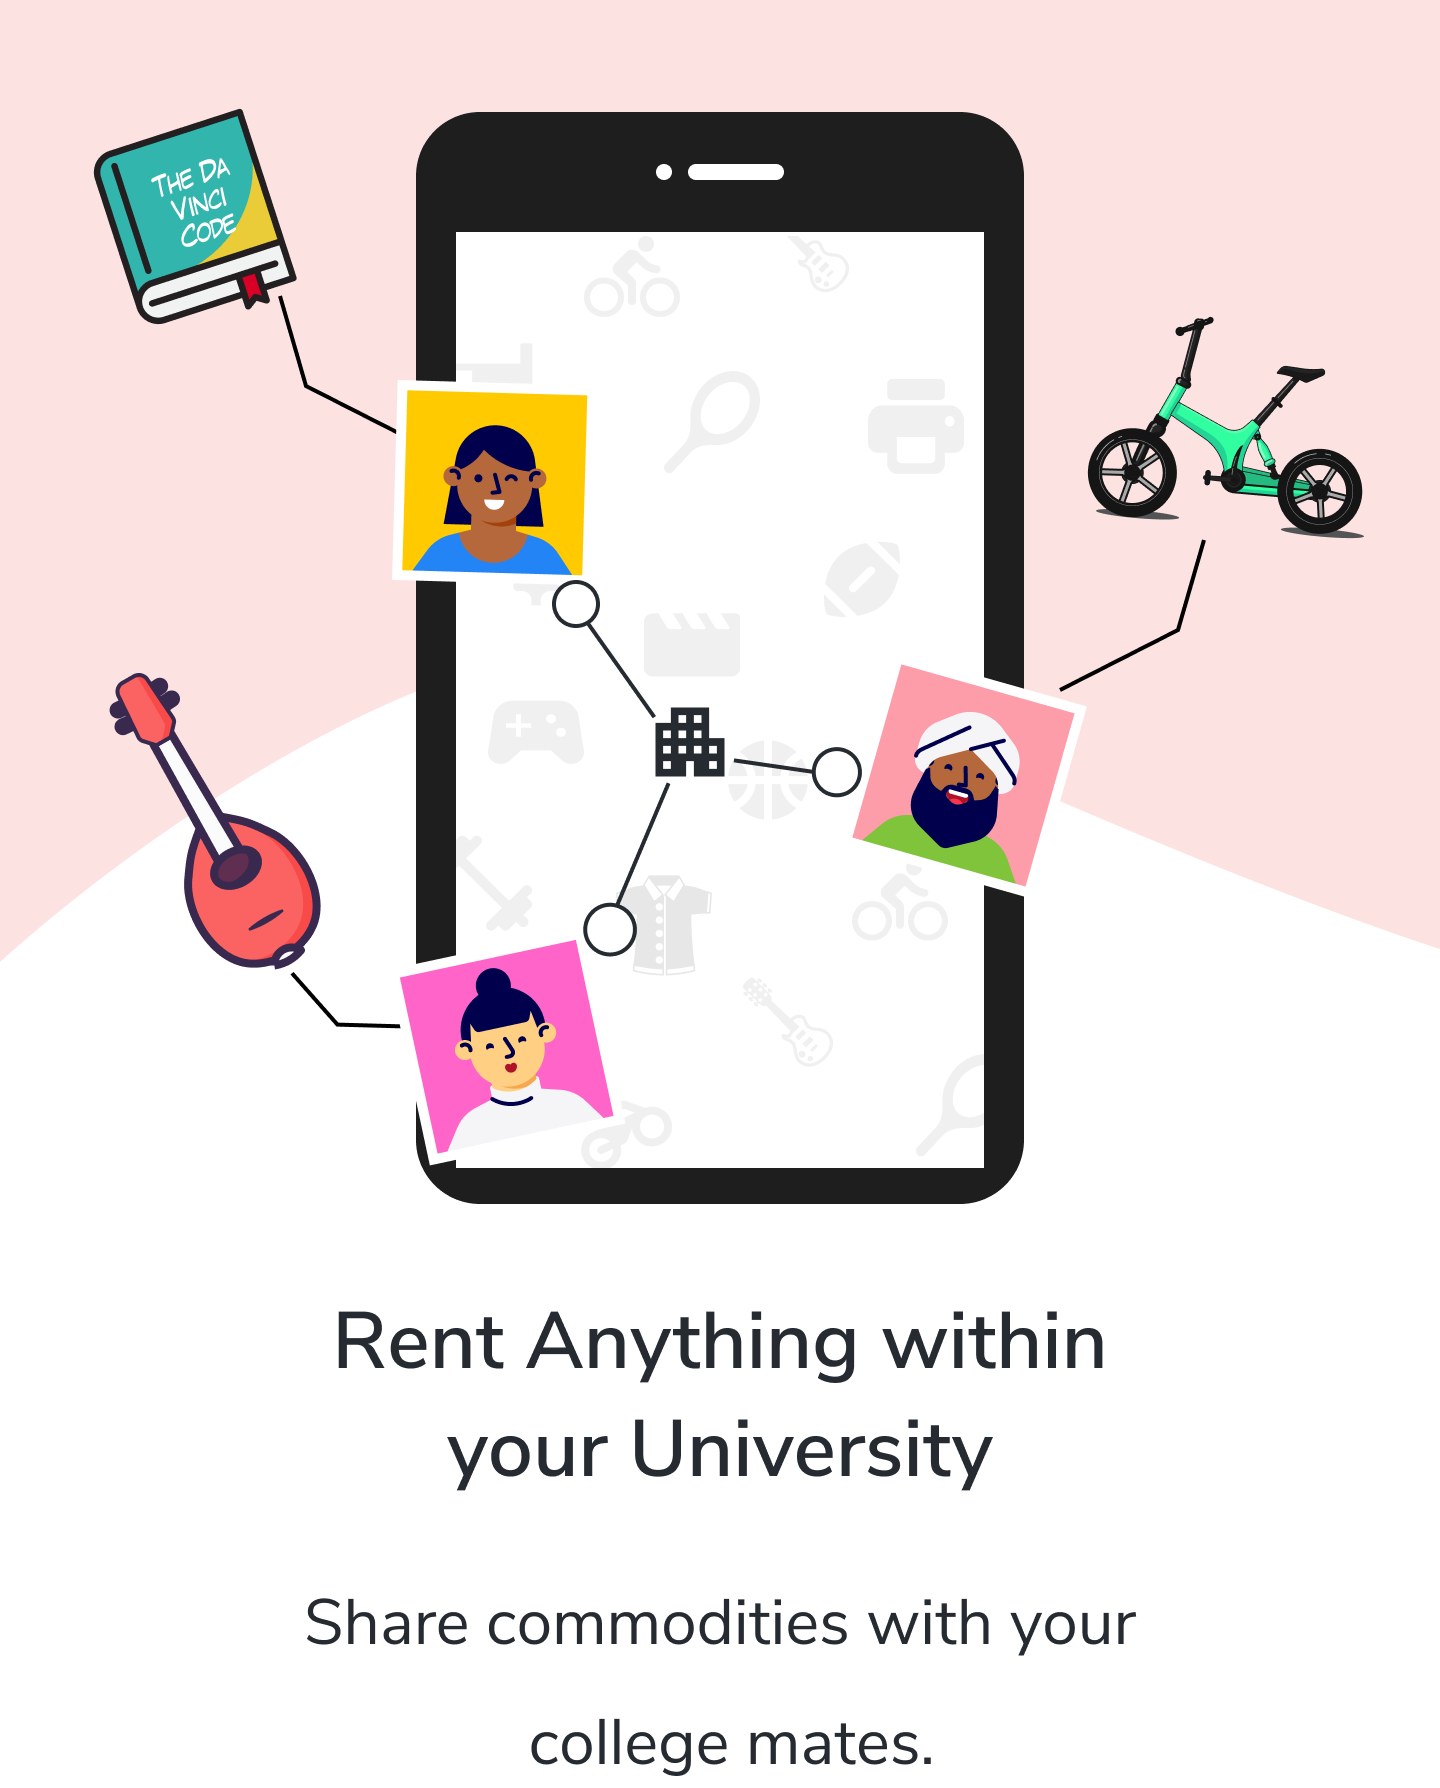 THE DA
VINCI
CODE
Rent Anything within
your University
Share commodities with your
college mates.